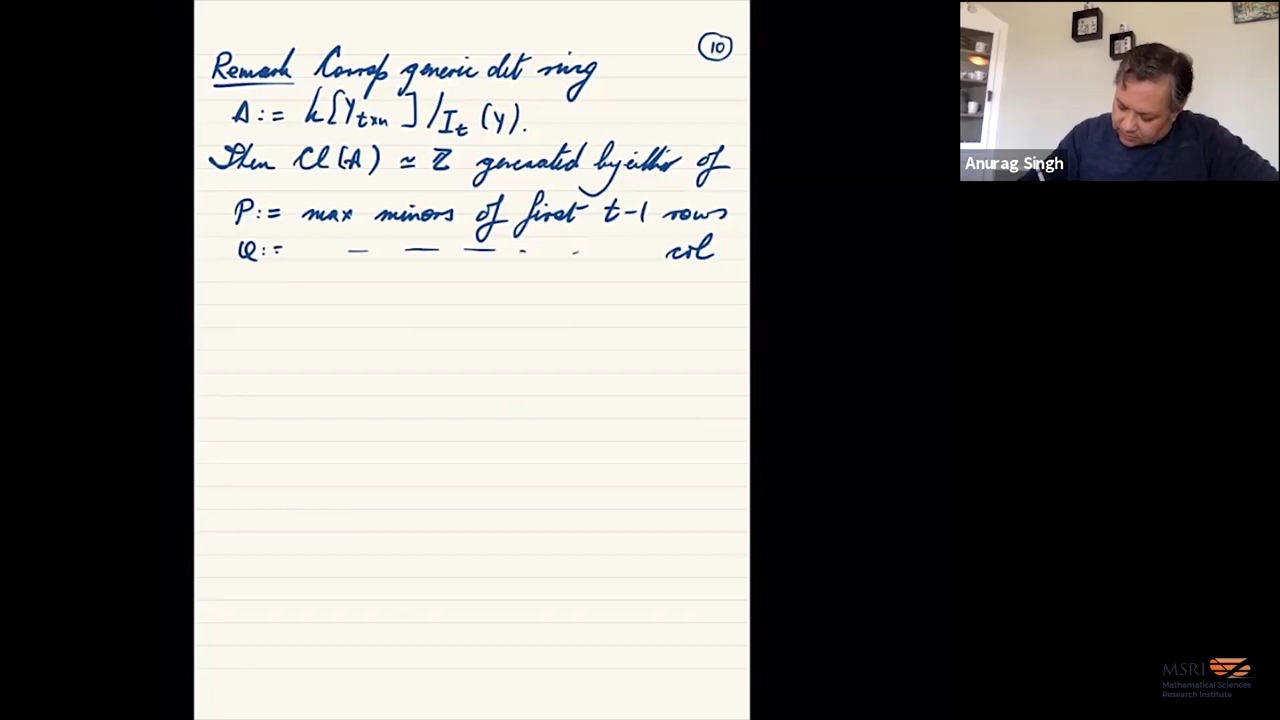 10
Remark Corresp generic det ring
A := k[Y_{t×n}]/I_t(Y).
Then Cl(A) ≃ ℤ generated by either of
P := max minors of first t-1 rows
Q := — — — - - col
Anurag Singh
MSRI
Mathematical Sciences
Research Institute